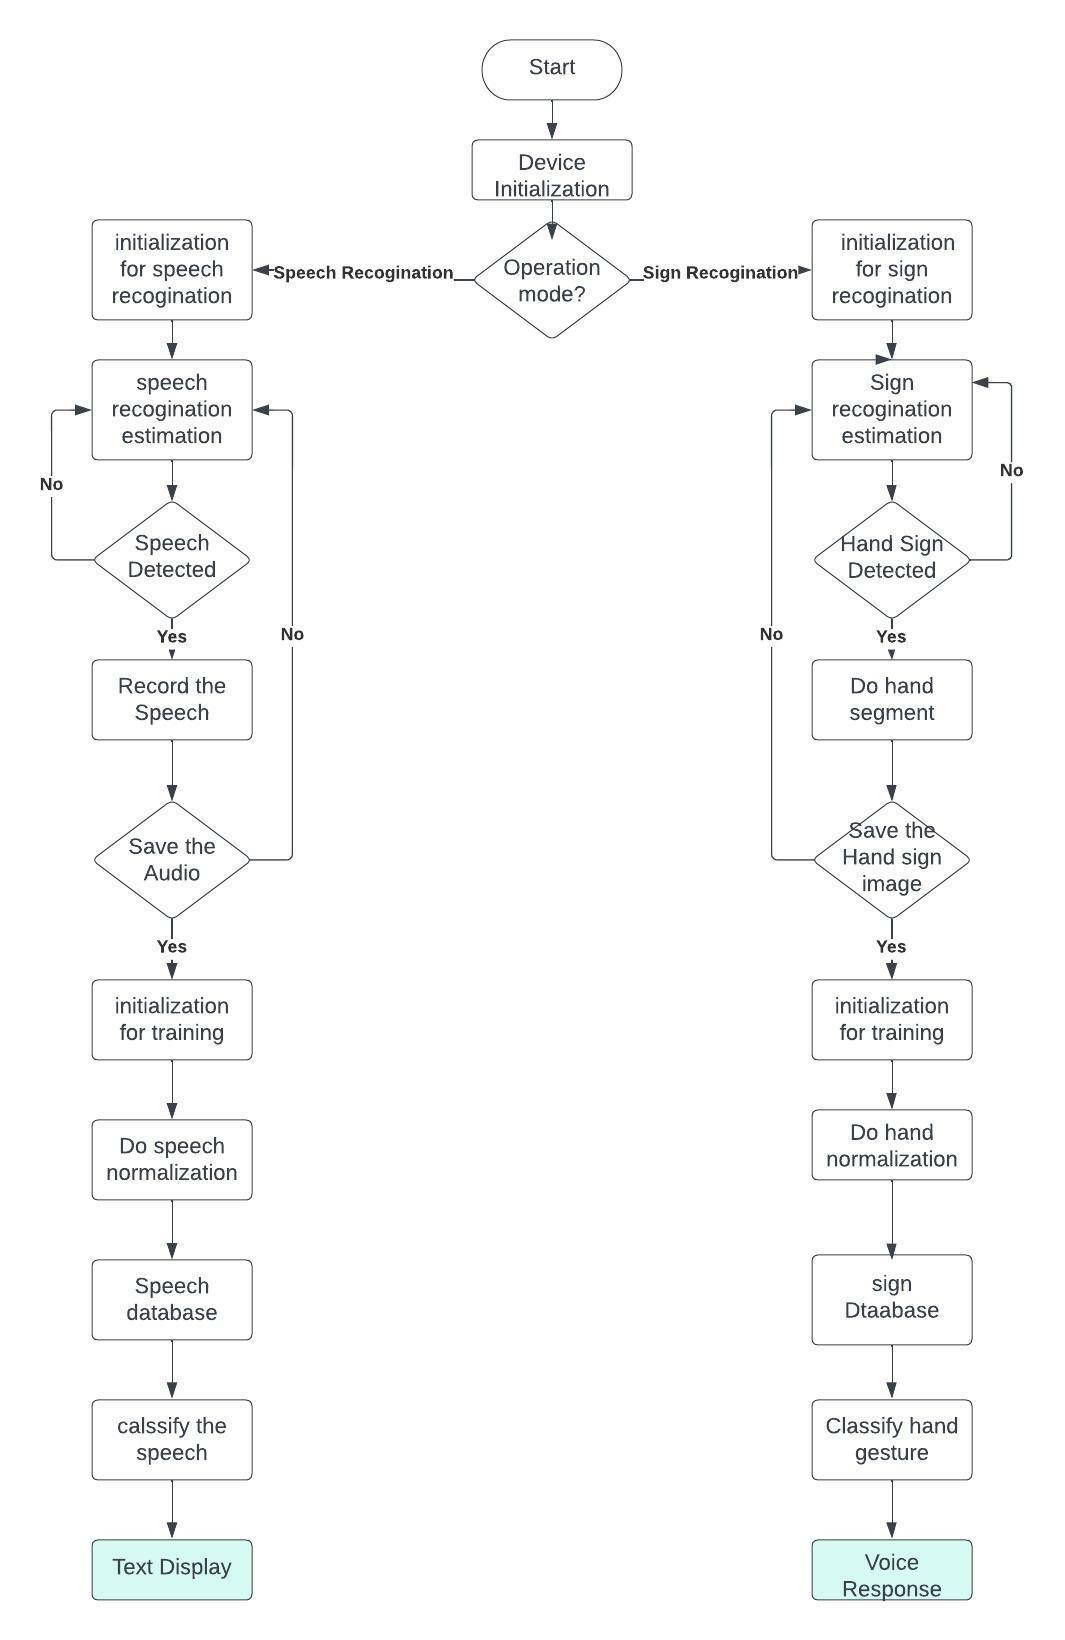 Start
Device
Initialization
Operation
mode?
Speech Recogination
Sign Recogination
initialization
for speech
recogination
speech
recogination
estimation
No
Speech
Detected
Yes
No
Record the
Speech
Save the
Audio
Yes
initialization
for training
Do speech
normalization
Speech
database
calssify the
speech
Text Display
initialization
for sign
recogination
Sign
recogination
estimation
No
Hand Sign
Detected
No
Yes
Do hand
segment
Save the
Hand sign
image
Yes
initialization
for training
Do hand
normalization
sign
Dtaabase
Classify hand
gesture
Voice
Response